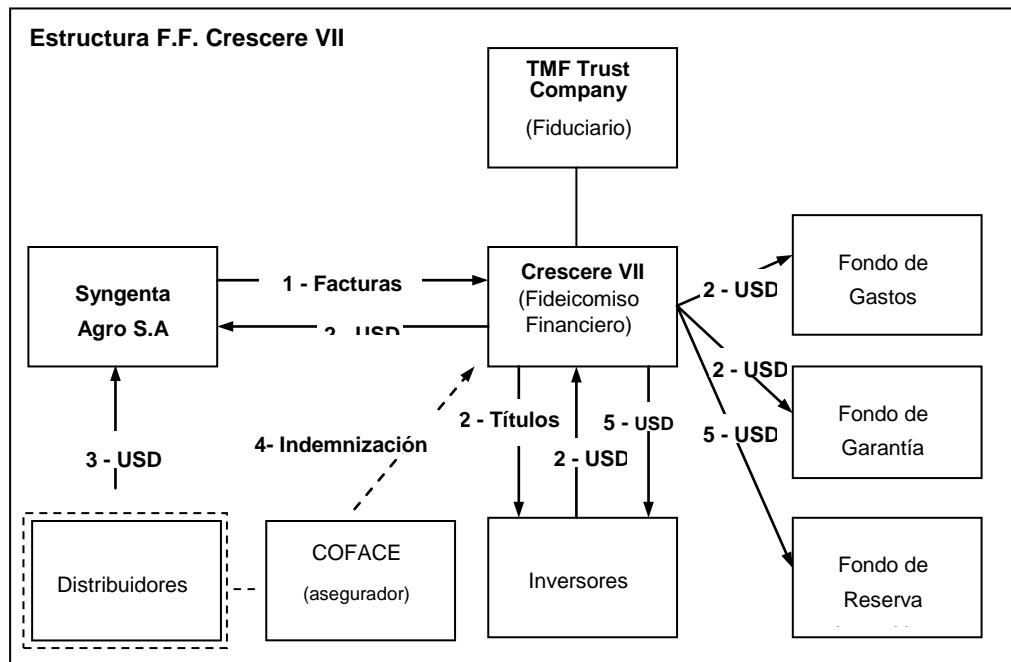 Estructura F.F. Crescere VII
TMF Trust
Company
(Fiduciario)
Syngenta
Agro S.A
1 - Facturas
2 - USD
Crescere VII
(Fideicomiso
Financiero)
2 - USD
Fondo de
Gastos
2 - USD
5 - USD
Fondo de
Garantía
3 - USD
4- Indemnización
2 - Títulos
2 - USD
5 - USD
Distribuidores
COFACE
(asegurador)
Inversores
Fondo de
Reserva